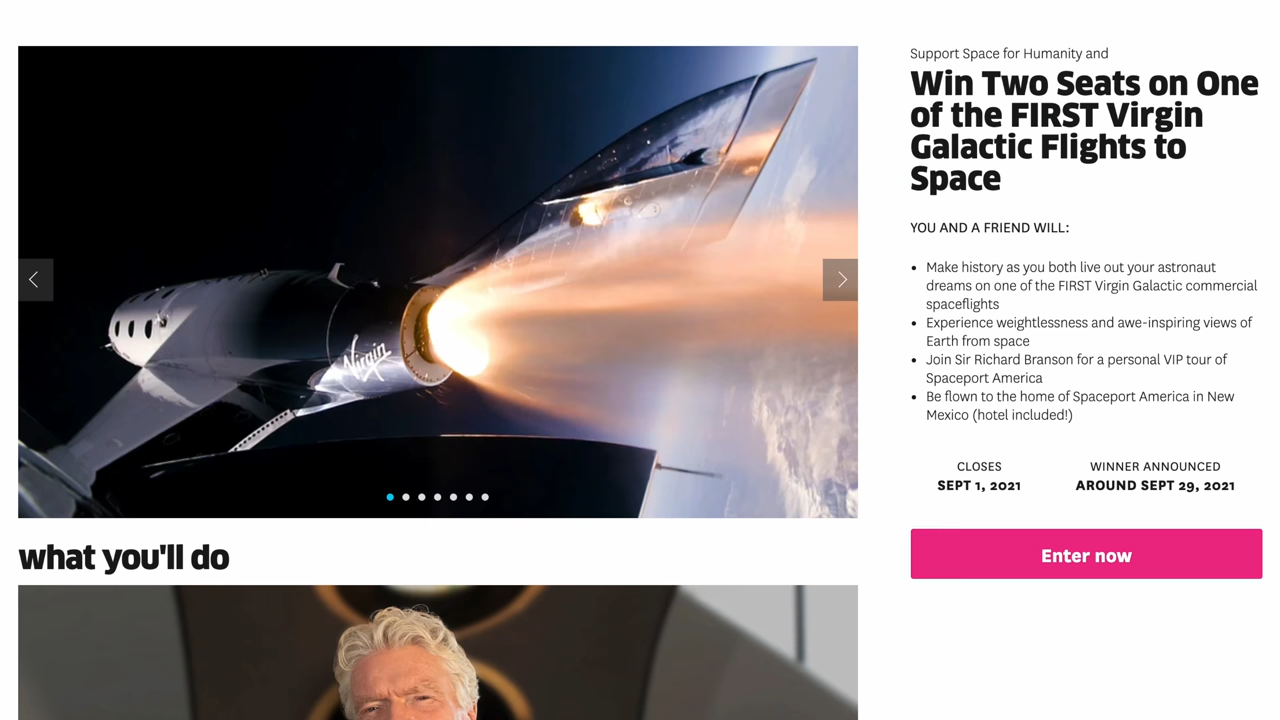 Support Space for Humanity and
Win Two Seats on One
of the FIRST Virgin
Galactic Flights to
Space
YOU AND A FRIEND WILL:
• Make history as you both live out your astronaut
dreams on one of the FIRST Virgin Galactic commercial
spaceflights
• Experience weightlessness and awe-inspiring views of
Earth from space
• Join Sir Richard Branson for a personal VIP tour of
Spaceport America
• Be flown to the home of Spaceport America in New
Mexico (hotel included!)
CLOSES
SEPT 1, 2021
WINNER ANNOUNCED
AROUND SEPT 29, 2021
Enter now
Virgin
what you'll do